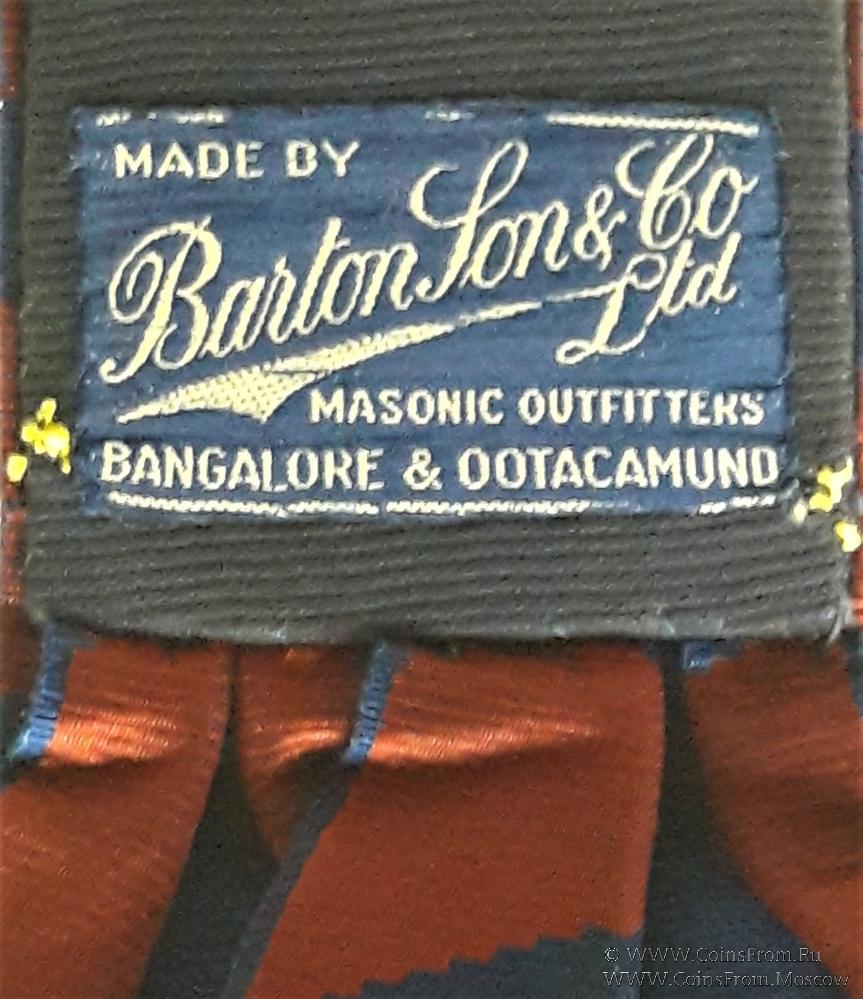 MADE BY
Barton Son & Co
Ltd
MASONIC OUTFITTERS
BANGALORE & OOTACAMUND
© WWW.CoinsFrom.Ru
WWW.CoinsFrom.Moscow